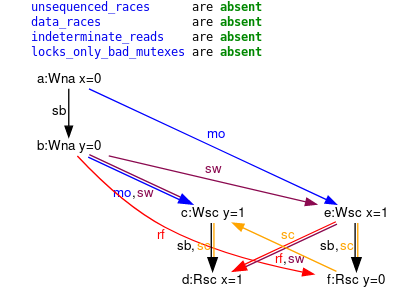 unsequenced_races are absent
data_races are absent
indeterminate_reads are absent
locks_only_bad_mutexes are absent
a:Wna x=0
sb
mo
b:Wna y=0
sw
mo,sw
c:Wsc y=1
e:Wsc x=1
rf
sc
sb,sc
sb,sc
rf,sw
d:Rsc x=1
f:Rsc y=0